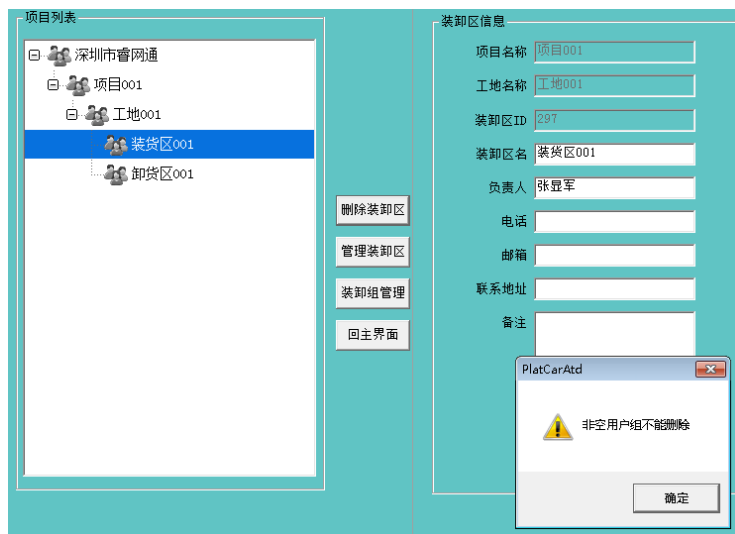 项目列表
深圳市睿网通
项目001
工地001
装货区001
卸货区001
删除装卸区
管理装卸区
装卸组管理
回主界面
装卸区信息
项目名称 项目001
工地名称 工地001
装卸区ID 297
装卸区名 装货区001
负责人 张显军
电话
邮箱
联系地址
备注
PlatCarAtd
非空用户组不能删除
确定